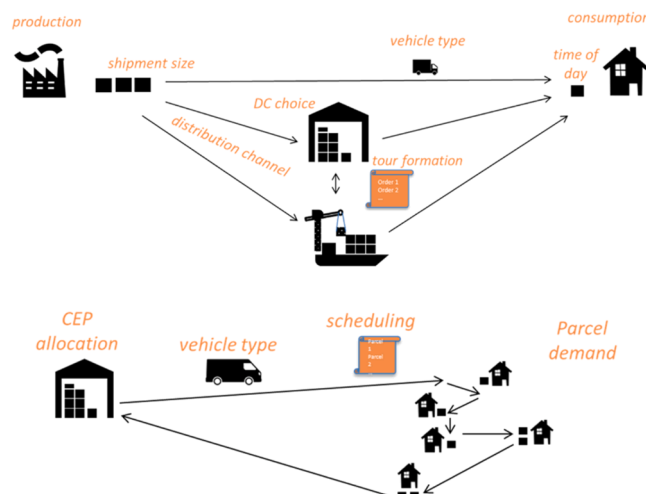 production
consumption
vehicle type
shipment size
time of
day
DC choice
distribution channel
tour formation
Order 1
Order 2
...
CEP
allocation
vehicle type
scheduling
Parcel
1
Parcel
2
Parcel
demand